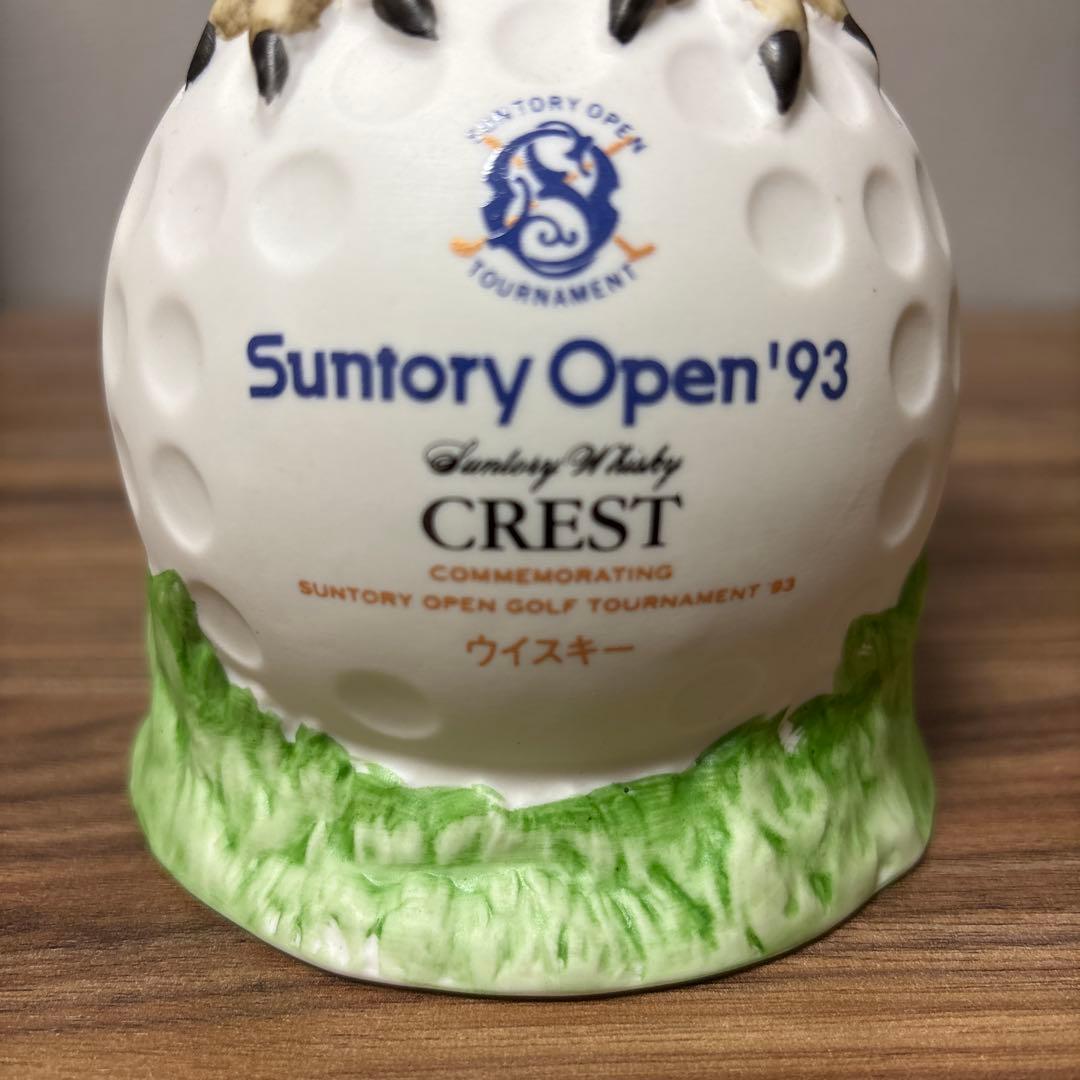 SUNTORY OPEN
TOURNAMENT
Suntory Open '93
Suntory Whisky
CREST
COMMEMORATING
SUNTORY OPEN GOLF TOURNAMENT '93
ウイスキー